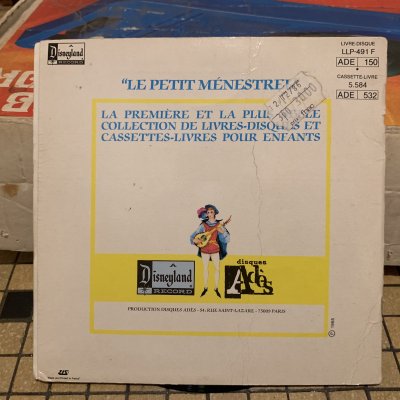 Disneyland
RECORD
LIVRE-DISQUE
LLP-491 F
ADE 150
CASSETTE-LIVRE
5.584
ADE 532
"LE PETIT MÉNESTREL"
LA PREMIÈRE ET LA PLUS
COLLECTION DE LIVRES-DISQUES ET
CASSETTES-LIVRES POUR ENFANTS
Disneyland
RECORD
disques
Adès
PRODUCTION DISQUES ADÈS - 54, RUE SAINT-LAZARE - 75009 PARIS